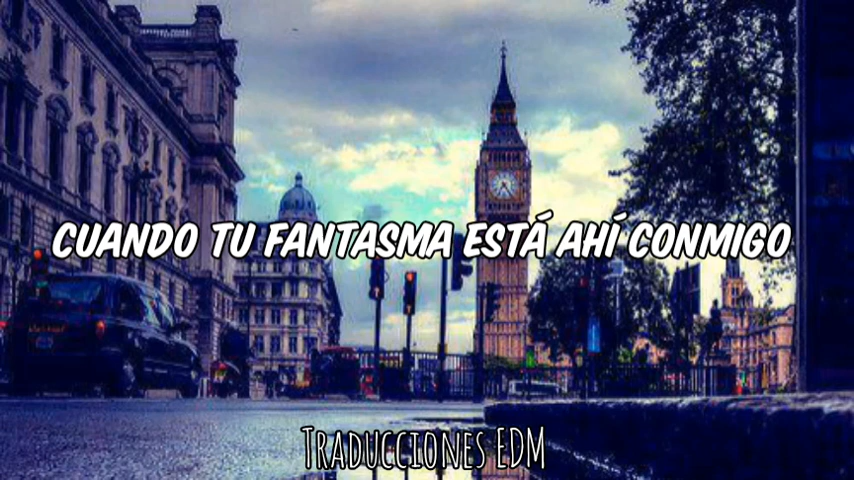 CUANDO TU FANTASMA ESTÁ AHÍ CONMIGO
TRADUCCIONES EDM